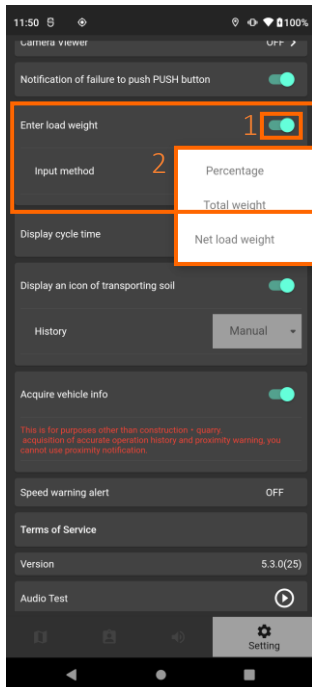 11:50 100%
Camera Viewer OFF
Notification of failure to push PUSH button
Enter load weight 1
Input method 2 Percentage
Total weight
Display cycle time Net load weight
Display an icon of transporting soil
History Manual
Acquire vehicle info
This is for purposes other than construction・quarry.
acquisition of accurate operation history and proximity warning, you
cannot use proximity notification.
Speed warning alert OFF
Terms of Service
Version 5.3.0(25)
Audio Test
Setting